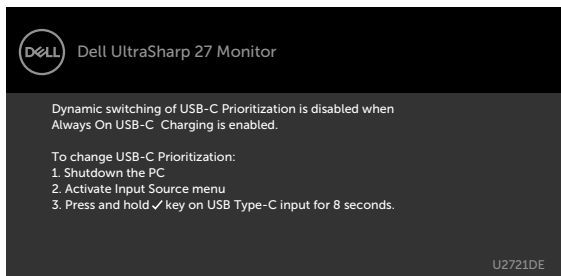 DELL Dell UltraSharp 27 Monitor
Dynamic switching of USB-C Prioritization is disabled when
Always On USB-C Charging is enabled.
To change USB-C Prioritization:
1. Shutdown the PC
2. Activate Input Source menu
3. Press and hold ✓ key on USB Type-C input for 8 seconds.
U2721DE